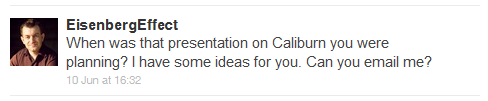 EisenbergEffect
When was that presentation on Caliburn you were
planning? I have some ideas for you. Can you email me?
10 Jun at 16:32